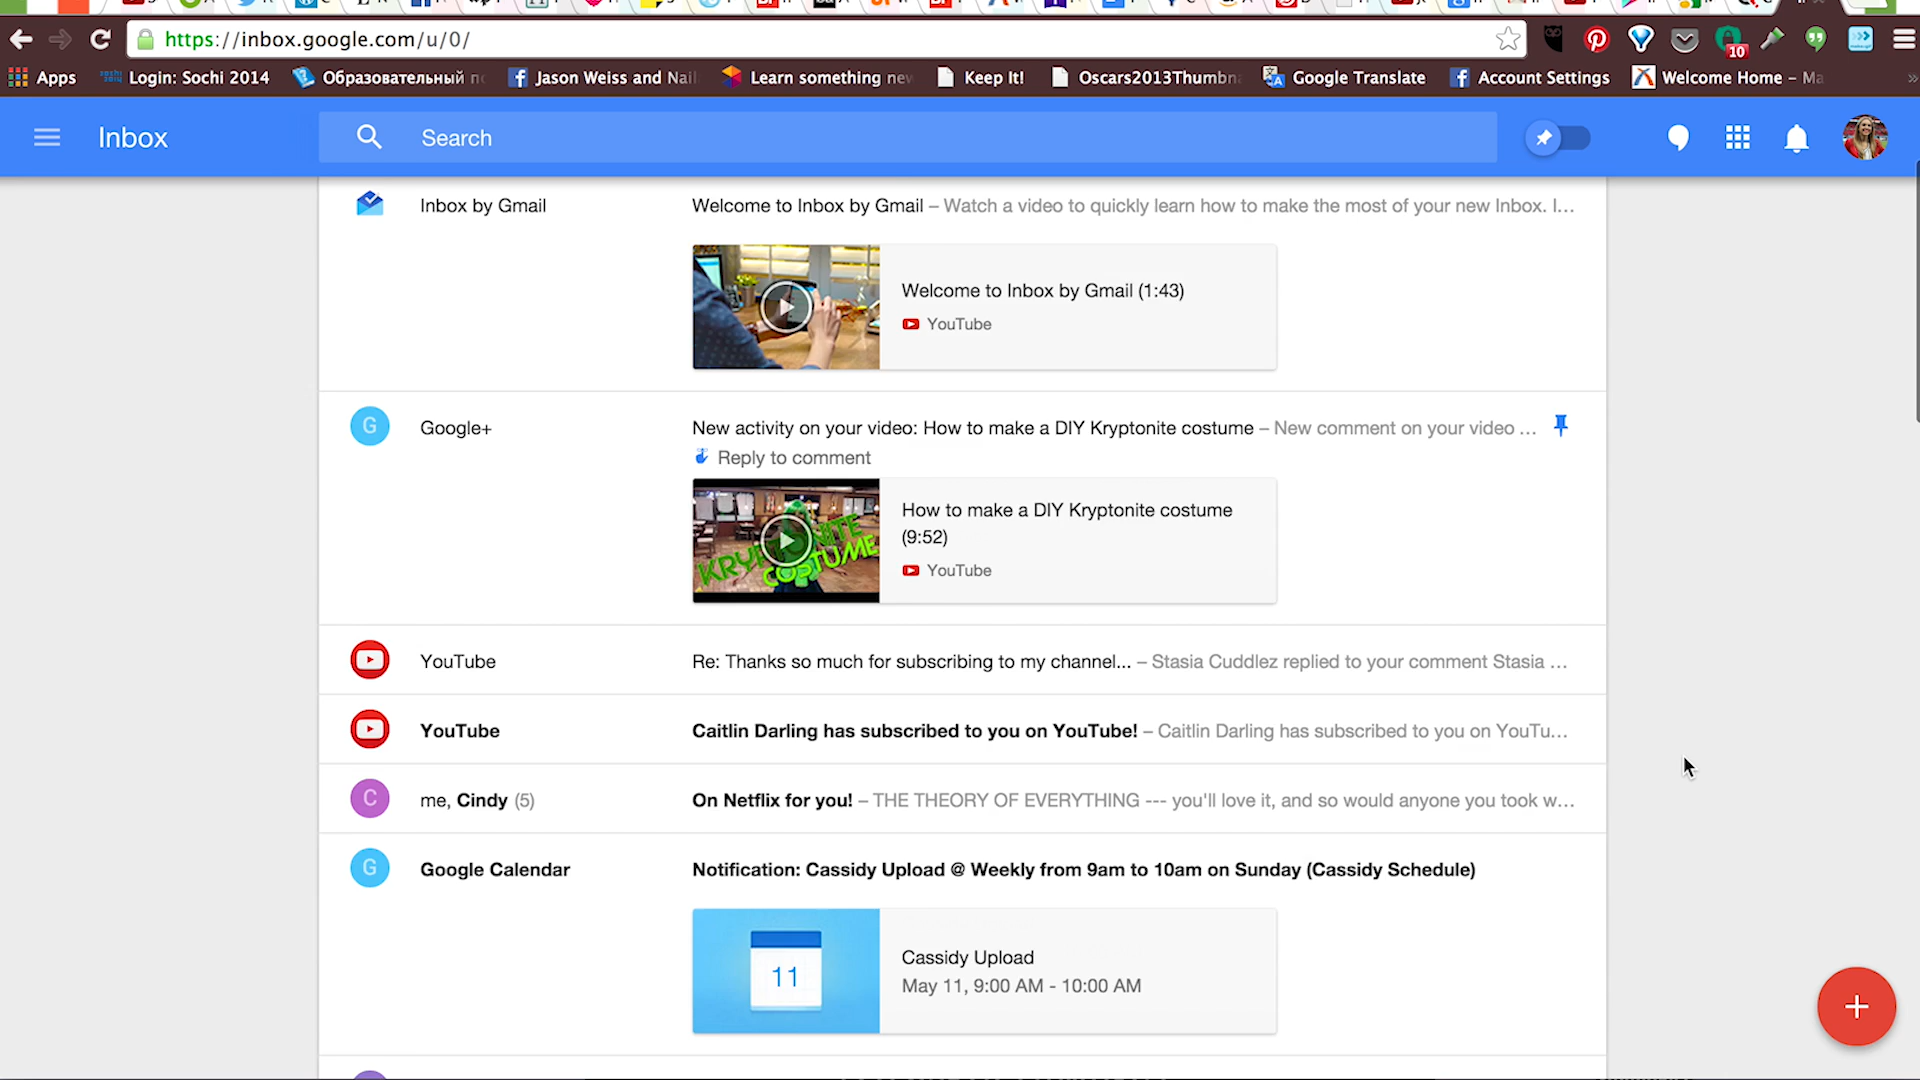 https://inbox.google.com/u/0/
10
Apps
Login: Sochi 2014
Образовательный
Jason Weiss and Nai
Learn something
Keep It!
Oscars2013Thumbn
Google Translate
Account Settings
Welcome Home – Ma
Inbox
Search
Inbox by Gmail
Welcome to Inbox by Gmail – Watch a video to quickly learn how to make the most of your new Inbox. I...
Welcome to Inbox by Gmail (1:43)
YouTube
G
Google+
New activity on your video: How to make a DIY Kryptonite costume – New comment on your video ...
Reply to comment
KRYPTONITE
COSTUME
How to make a DIY Kryptonite costume
(9:52)
YouTube
YouTube
Re: Thanks so much for subscribing to my channel... – Stasia Cuddlez replied to your comment Stasia ...
YouTube
Caitlin Darling has subscribed to you on YouTube! – Caitlin Darling has subscribed to you on YouTu...
C
me, Cindy (5)
On Netflix for you! – THE THEORY OF EVERYTHING --- you'll love it, and so would anyone you took w...
G
Google Calendar
Notification: Cassidy Upload @ Weekly from 9am to 10am on Sunday (Cassidy Schedule)
11
Cassidy Upload
May 11, 9:00 AM - 10:00 AM